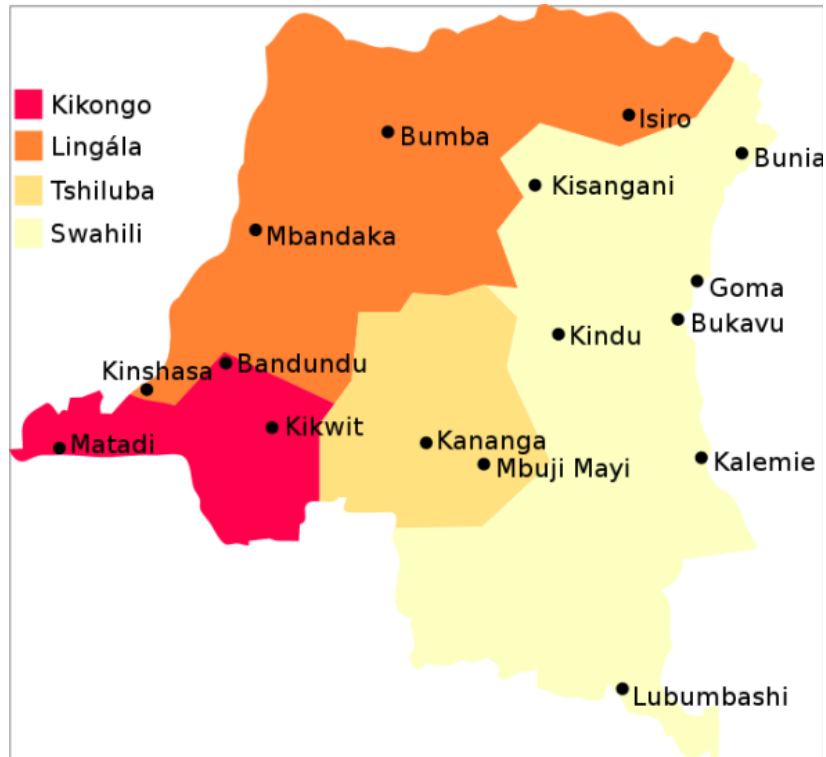 Kikongo
Lingála
Tshiluba
Swahili
Isiro
Bumba
Bunia
Kisangani
Mbandaka
Goma
Bukavu
Kindu
Bandundu
Kinshasa
Kikwit
Kananga
Matadi
Mbuji Mayi
Kalemie
Lubumbashi